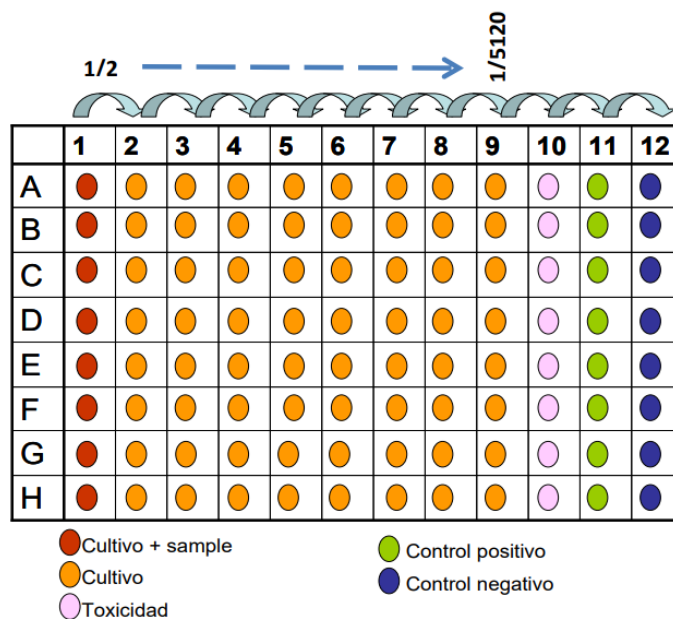 1/2
1/5120
1 2 3 4 5 6 7 8 9 10 11 12
A
B
C
D
E
F
G
H
Cultivo + sample
Cultivo
Toxicidad
Control positivo
Control negativo